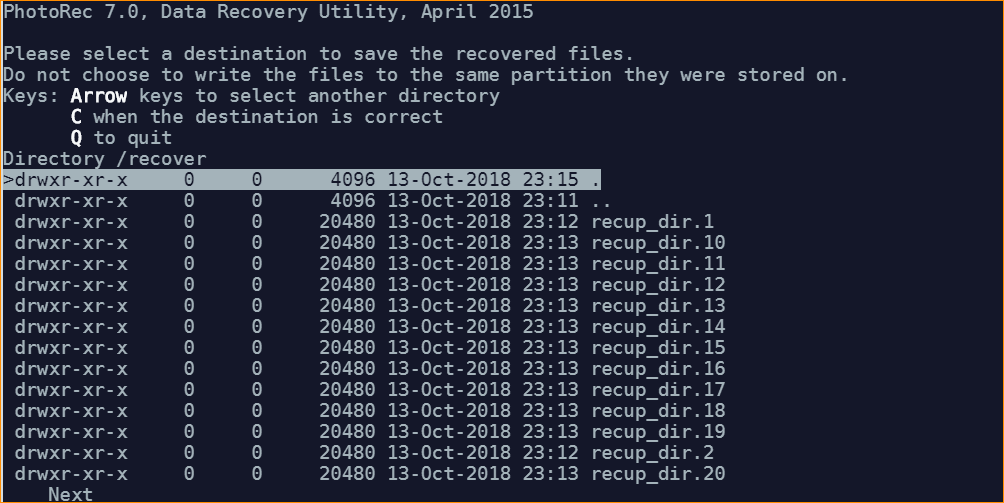 PhotoRec 7.0, Data Recovery Utility, April 2015
Please select a destination to save the recovered files.
Do not choose to write the files to the same partition they were stored on.
Keys: Arrow keys to select another directory
      C when the destination is correct
      Q to quit
Directory /recover
>drwxr-xr-x     0     0      4096 13-Oct-2018 23:15 .
 drwxr-xr-x     0     0      4096 13-Oct-2018 23:11 ..
 drwxr-xr-x     0     0     20480 13-Oct-2018 23:12 recup_dir.1
 drwxr-xr-x     0     0     20480 13-Oct-2018 23:13 recup_dir.10
 drwxr-xr-x     0     0     20480 13-Oct-2018 23:13 recup_dir.11
 drwxr-xr-x     0     0     20480 13-Oct-2018 23:13 recup_dir.12
 drwxr-xr-x     0     0     20480 13-Oct-2018 23:13 recup_dir.13
 drwxr-xr-x     0     0     20480 13-Oct-2018 23:13 recup_dir.14
 drwxr-xr-x     0     0     20480 13-Oct-2018 23:13 recup_dir.15
 drwxr-xr-x     0     0     20480 13-Oct-2018 23:13 recup_dir.16
 drwxr-xr-x     0     0     20480 13-Oct-2018 23:13 recup_dir.17
 drwxr-xr-x     0     0     20480 13-Oct-2018 23:13 recup_dir.18
 drwxr-xr-x     0     0     20480 13-Oct-2018 23:13 recup_dir.19
 drwxr-xr-x     0     0     20480 13-Oct-2018 23:12 recup_dir.2
 drwxr-xr-x     0     0     20480 13-Oct-2018 23:13 recup_dir.20
    Next